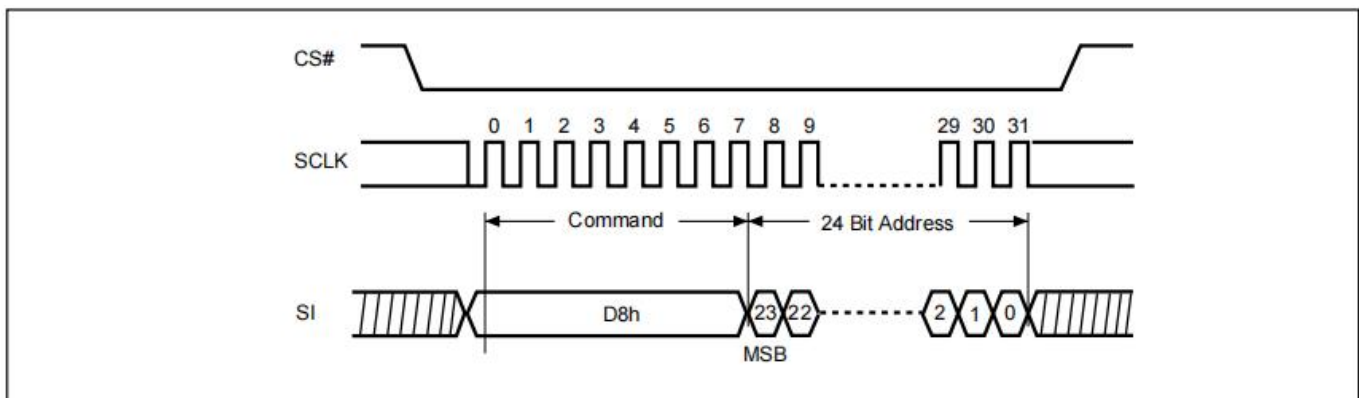 CS#
0 1 2 3 4 5 6 7 8 9 29 30 31
SCLK
Command 24 Bit Address
SI D8h 23 22 2 1 0
MSB